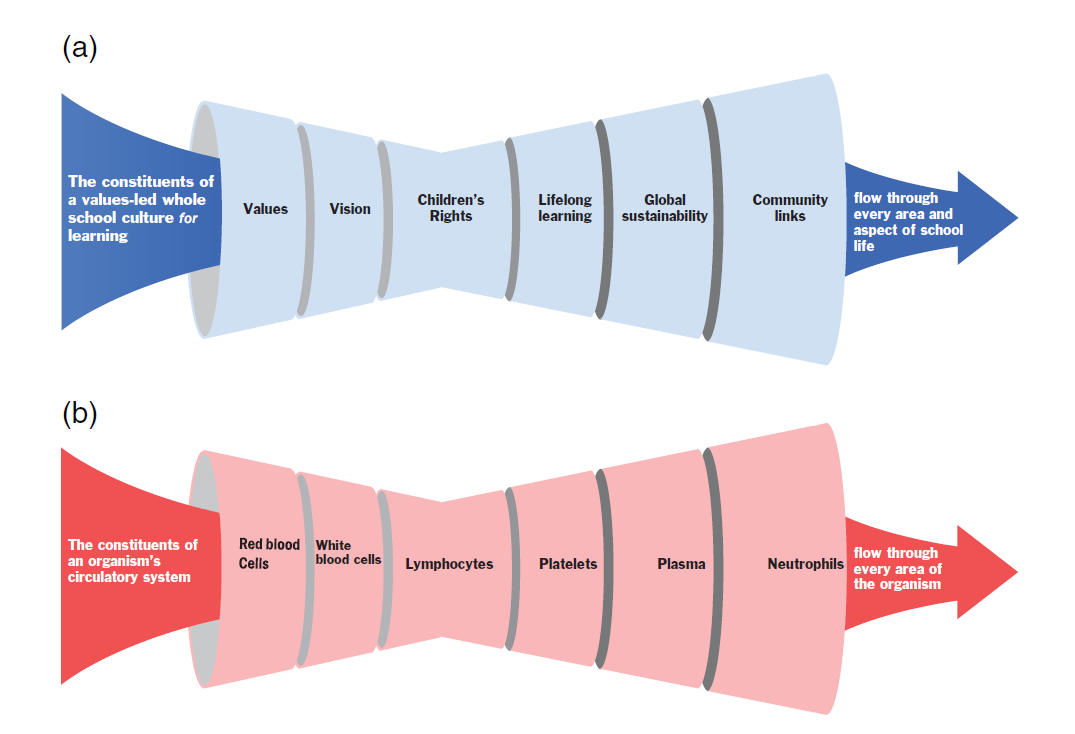 (a)
The constituents of
a values-led whole
school culture for
learning
Values
Vision
Children's
Rights
Lifelong
learning
Global
sustainability
Community
links
flow through
every area and
aspect of school
life
(b)
The constituents of
an organism's
circulatory system
Red blood
Cells
White
blood cells
Lymphocytes
Platelets
Plasma
Neutrophils
flow through
every area of
the organism